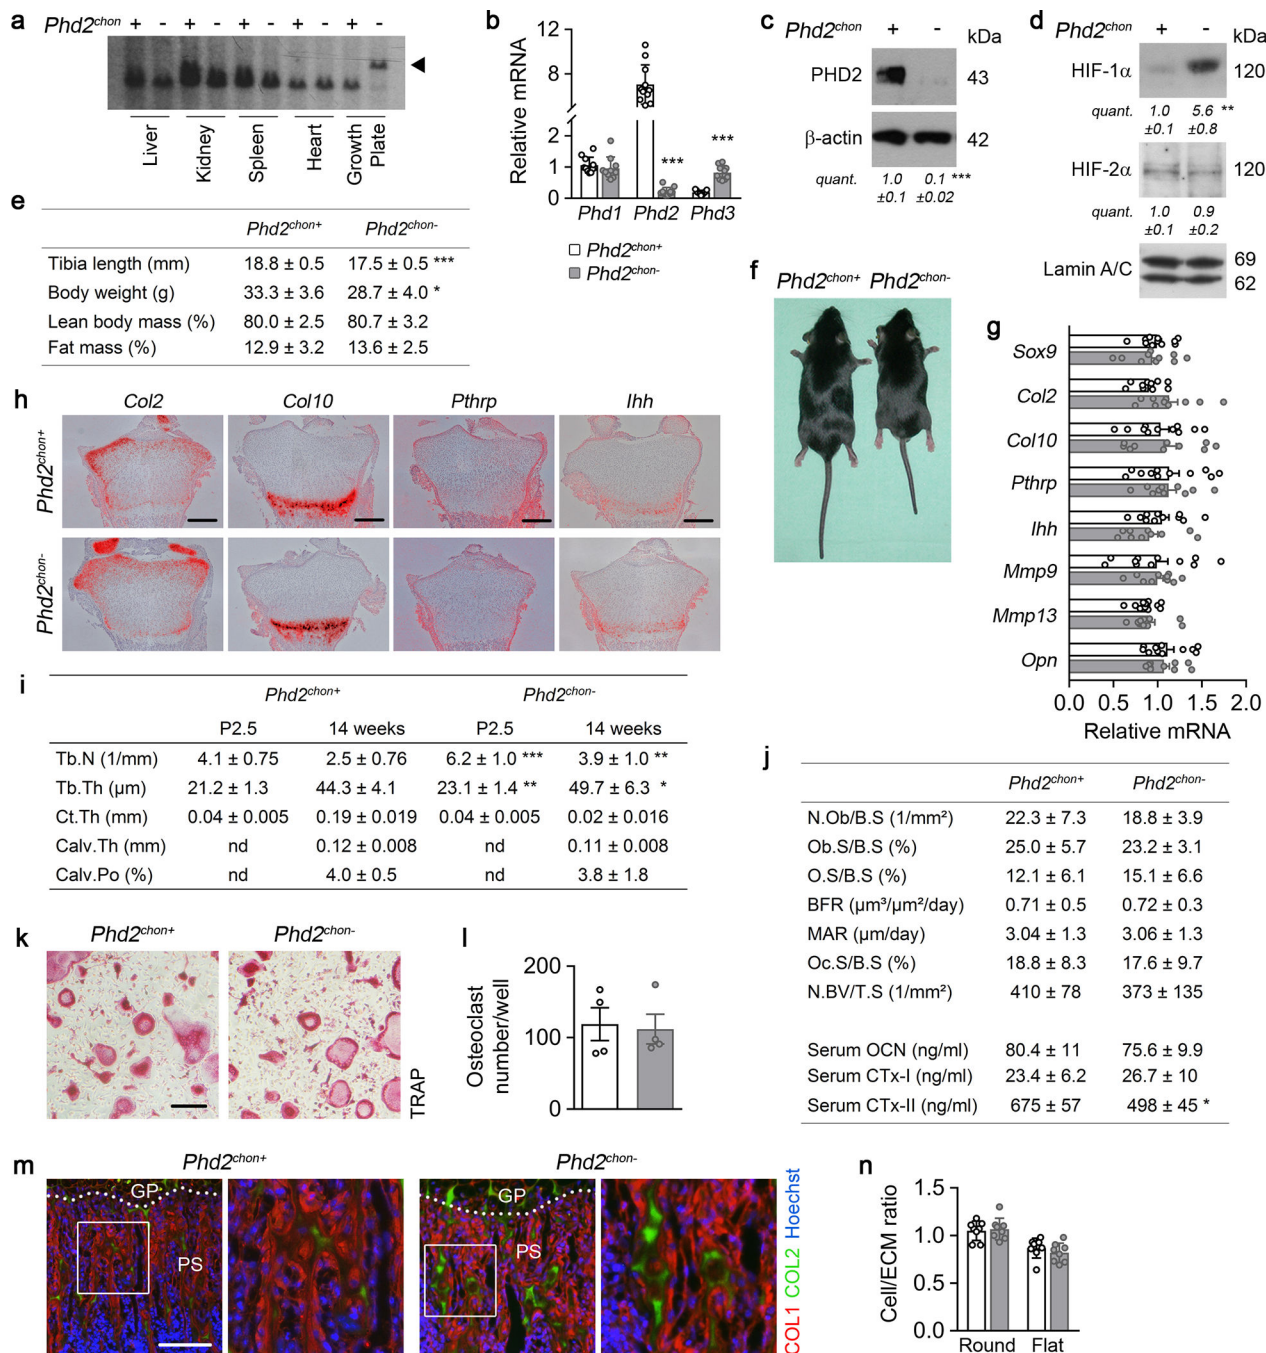 a
Phd2chon + - + - + - + - + -
Liver
Kidney
Spleen
Heart
Growth
Plate
b
Relative mRNA
12
8
4
2
1
0
***
***
Phd1 Phd2 Phd3
Phd2chon+
Phd2chon-
c
Phd2chon + - kDa
PHD2 43
β-actin 42
quant. 1.0 0.1 ***
±0.1 ±0.02
d
Phd2chon + - kDa
HIF-1α 120
quant. 1.0 5.6 **
±0.1 ±0.8
HIF-2α 120
quant. 1.0 0.9
±0.1 ±0.2
Lamin A/C 69
62
e
Phd2chon+ Phd2chon-
Tibia length (mm) 18.8 ± 0.5 17.5 ± 0.5 ***
Body weight (g) 33.3 ± 3.6 28.7 ± 4.0 *
Lean body mass (%) 80.0 ± 2.5 80.7 ± 3.2
Fat mass (%) 12.9 ± 3.2 13.6 ± 2.5
f
Phd2chon+ Phd2chon-
g
Sox9
Col2
Col10
Pthrp
Ihh
Mmp9
Mmp13
Opn
0.0 0.5 1.0 1.5 2.0
Relative mRNA
h
Col2 Col10 Pthrp Ihh
Phd2chon+
Phd2chon-
i
Phd2chon+ Phd2chon-
P2.5 14 weeks P2.5 14 weeks
Tb.N (1/mm) 4.1 ± 0.75 2.5 ± 0.76 6.2 ± 1.0 *** 3.9 ± 1.0 **
Tb.Th (µm) 21.2 ± 1.3 44.3 ± 4.1 23.1 ± 1.4 ** 49.7 ± 6.3 *
Ct.Th (mm) 0.04 ± 0.005 0.19 ± 0.019 0.04 ± 0.005 0.02 ± 0.016
Calv.Th (mm) nd 0.12 ± 0.008 nd 0.11 ± 0.008
Calv.Po (%) nd 4.0 ± 0.5 nd 3.8 ± 1.8
j
Phd2chon+ Phd2chon-
N.Ob/B.S (1/mm²) 22.3 ± 7.3 18.8 ± 3.9
Ob.S/B.S (%) 25.0 ± 5.7 23.2 ± 3.1
O.S/B.S (%) 12.1 ± 6.1 15.1 ± 6.6
BFR (µm³/µm²/day) 0.71 ± 0.5 0.72 ± 0.3
MAR (µm/day) 3.04 ± 1.3 3.06 ± 1.3
Oc.S/B.S (%) 18.8 ± 8.3 17.6 ± 9.7
N.BV/T.S (1/mm²) 410 ± 78 373 ± 135
Serum OCN (ng/ml) 80.4 ± 11 75.6 ± 9.9
Serum CTx-I (ng/ml) 23.4 ± 6.2 26.7 ± 10
Serum CTx-II (ng/ml) 675 ± 57 498 ± 45 *
k
Phd2chon+ Phd2chon-
TRAP
l
Osteoclast
number/well
200
100
0
m
Phd2chon+ Phd2chon-
GP
PS
GP
PS
COL1 COL2 Hoechst
n
Cell/ECM ratio
1.5
1.0
0.5
0.0
Round Flat